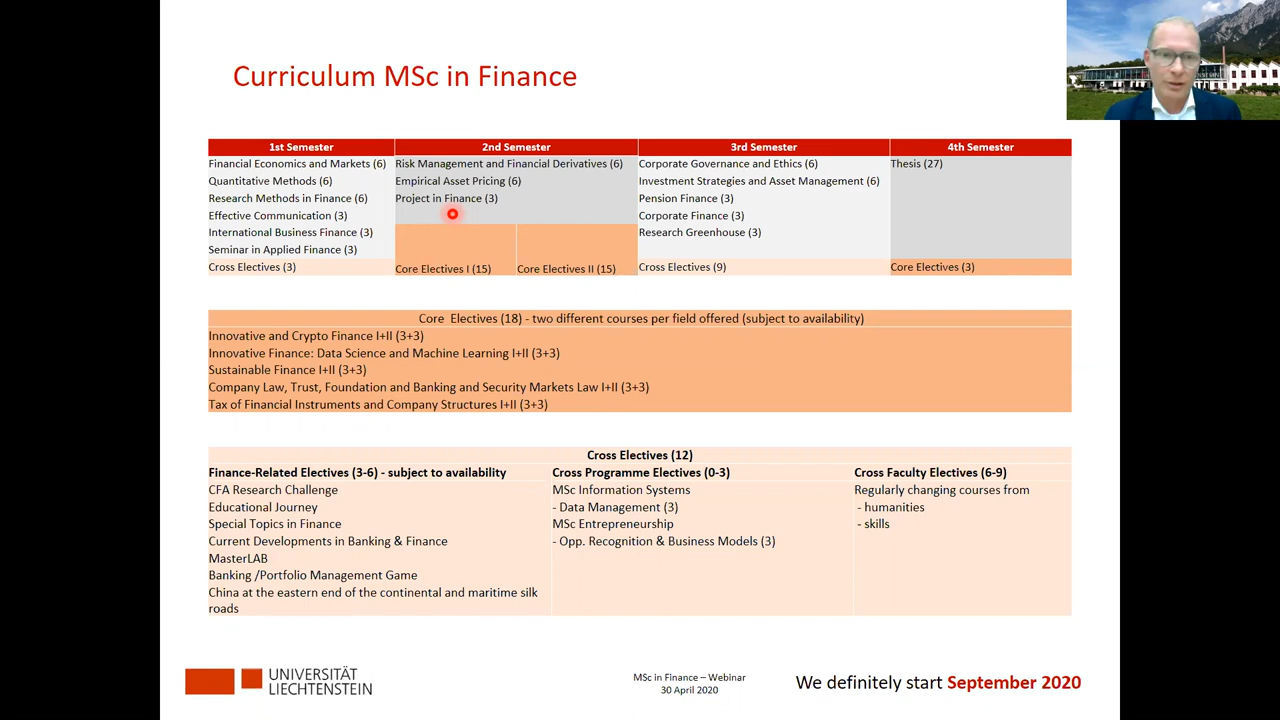 Curriculum MSc in Finance
1st Semester
2nd Semester
3rd Semester
4th Semester
Financial Economics and Markets (6)
Quantitative Methods (6)
Research Methods in Finance (6)
Effective Communication (3)
International Business Finance (3)
Seminar in Applied Finance (3)
Cross Electives (3)
Risk Management and Financial Derivatives (6)
Empirical Asset Pricing (6)
Project in Finance (3)
Core Electives I (15)
Core Electives II (15)
Corporate Governance and Ethics (6)
Investment Strategies and Asset Management (6)
Pension Finance (3)
Corporate Finance (3)
Research Greenhouse (3)
Cross Electives (9)
Thesis (27)
Core Electives (3)
Core Electives (18) - two different courses per field offered (subject to availability)
Innovative and Crypto Finance I+II (3+3)
Innovative Finance: Data Science and Machine Learning I+II (3+3)
Sustainable Finance I+II (3+3)
Company Law, Trust, Foundation and Banking and Security Markets Law I+II (3+3)
Tax of Financial Instruments and Company Structures I+II (3+3)
Cross Electives (12)
Finance-Related Electives (3-6) - subject to availability
CFA Research Challenge
Educational Journey
Special Topics in Finance
Current Developments in Banking & Finance
MasterLAB
Banking /Portfolio Management Game
China at the eastern end of the continental and maritime silk
roads
Cross Programme Electives (0-3)
MSc Information Systems
- Data Management (3)
MSc Entrepreneurship
- Opp. Recognition & Business Models (3)
Cross Faculty Electives (6-9)
Regularly changing courses from
- humanities
- skills
UNIVERSITÄT
LIECHTENSTEIN
MSc in Finance – Webinar
30 April 2020
We definitely start September 2020